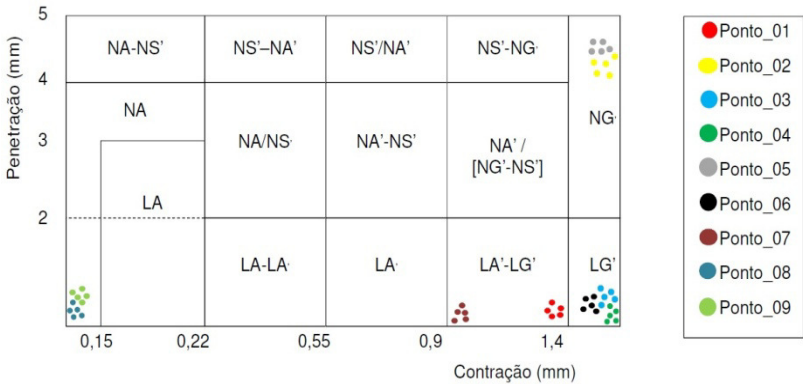 5
NA-NS’
NS’–NA’
NS’/NA’
NS’-NG’
4
NA
3
NA/NS’
NA’-NS’
NA’ /
[NG’-NS’]
NG’
LA
2
LA-LA’
LA’
LA’-LG’
LG’
0,15
0,22
0,55
0,9
1,4
Contração (mm)
Penetração (mm)
Ponto_01
Ponto_02
Ponto_03
Ponto_04
Ponto_05
Ponto_06
Ponto_07
Ponto_08
Ponto_09